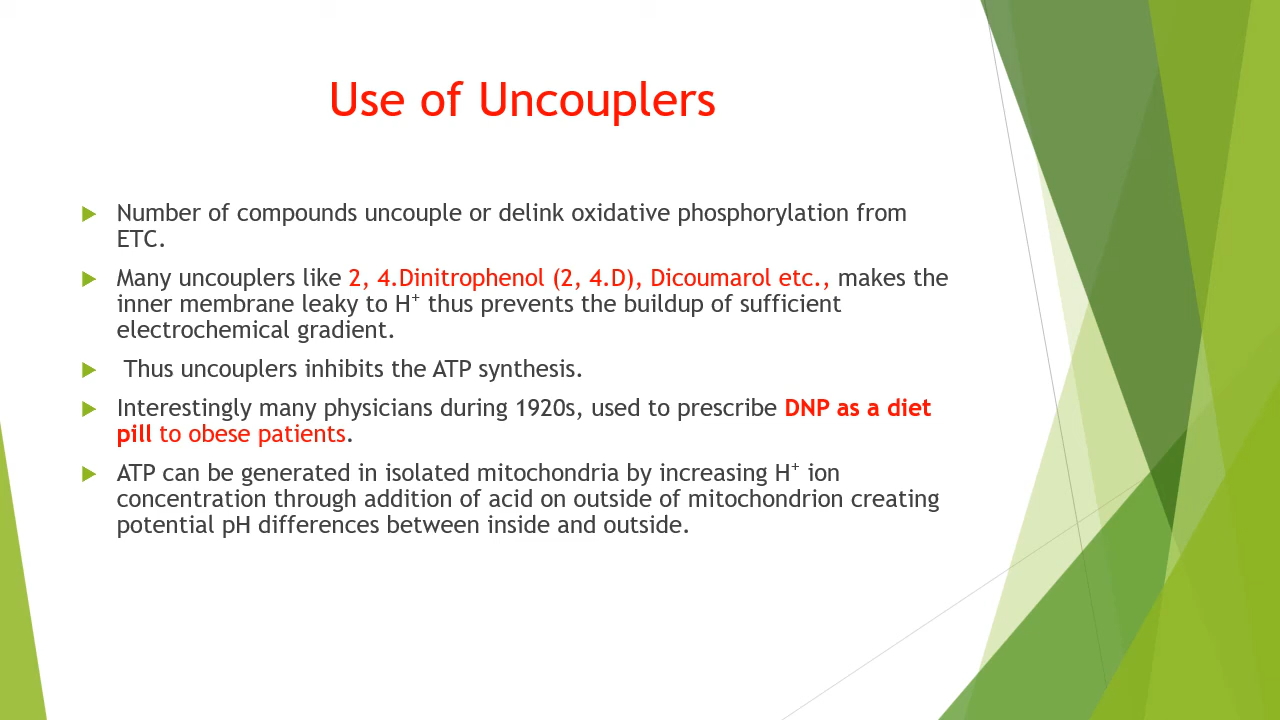 Use of Uncouplers
Number of compounds uncouple or delink oxidative phosphorylation from
ETC.
Many uncouplers like 2, 4.Dinitrophenol (2, 4.D), Dicoumarol etc., makes the
inner membrane leaky to H⁺ thus prevents the buildup of sufficient
electrochemical gradient.
Thus uncouplers inhibits the ATP synthesis.
Interestingly many physicians during 1920s, used to prescribe DNP as a diet
pill to obese patients.
ATP can be generated in isolated mitochondria by increasing H⁺ ion
concentration through addition of acid on outside of mitochondrion creating
potential pH differences between inside and outside.